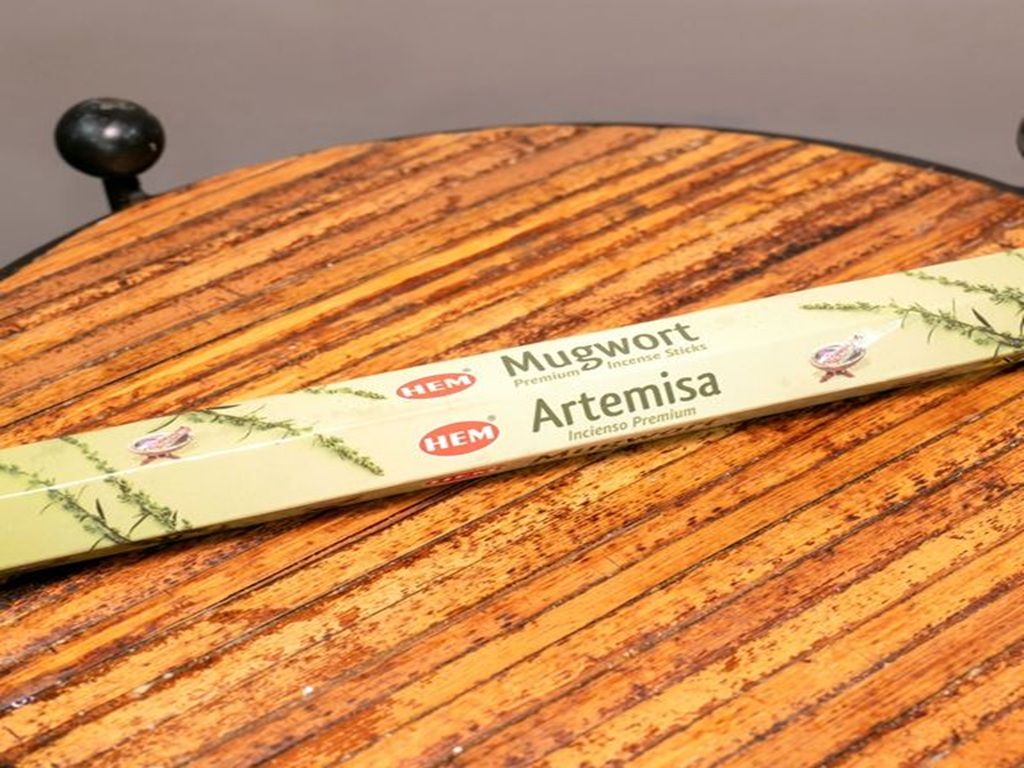 HEM Mugwort
Premium Incense Sticks
HEM Artemisa
Incienso Premium